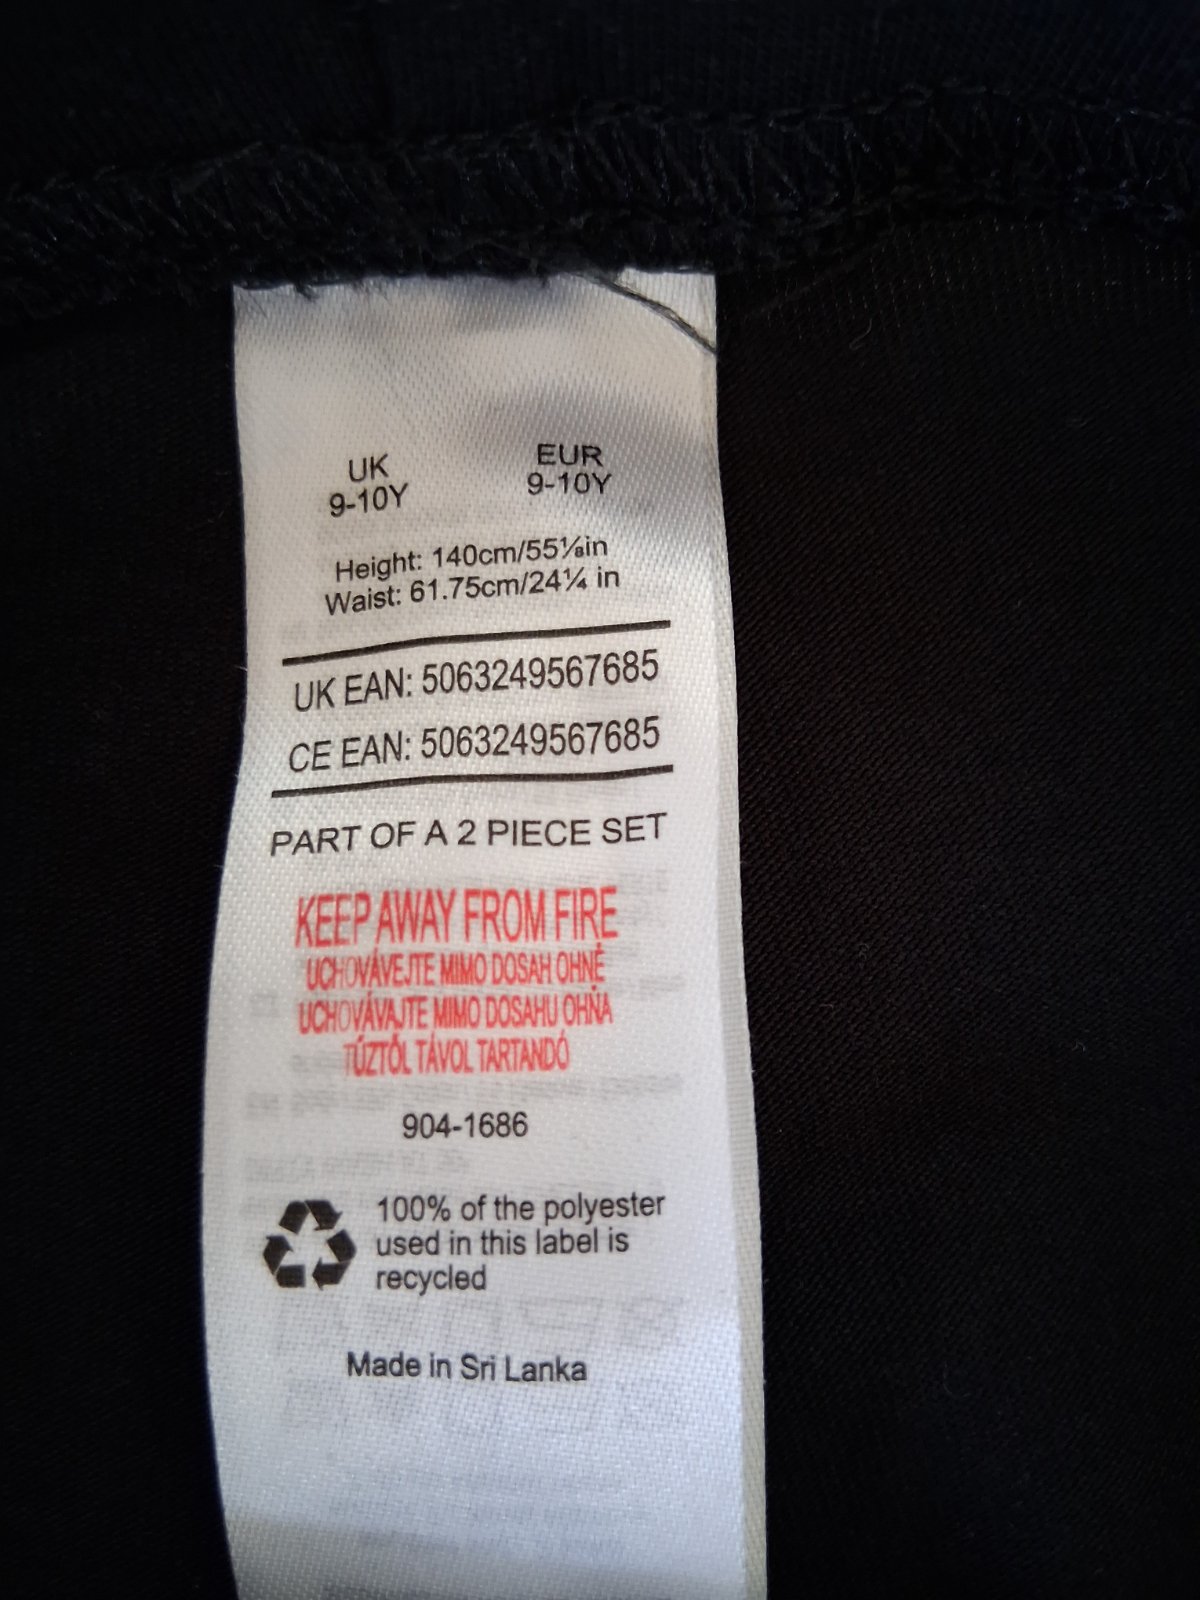 UK
9-10Y
EUR
9-10Y
Height: 140cm/55⅛in
Waist: 61.75cm/24¼ in
UK EAN: 5063249567685
CE EAN: 5063249567685
PART OF A 2 PIECE SET
KEEP AWAY FROM FIRE
UCHOVÁVEJTE MIMO DOSAH OHNĚ
UCHOVÁVAJTE MIMO DOSAHU OHŇA
TŰZTŐL TÁVOL TARTANDÓ
904-1686
100% of the polyester
used in this label is
recycled
Made in Sri Lanka